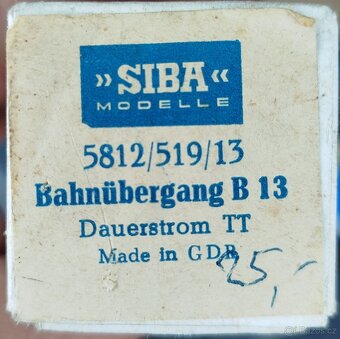 »SIBA«
MODELLE
5812/519/13
Bahnübergang B 13
Dauerstrom TT
Made in GDR
25,-